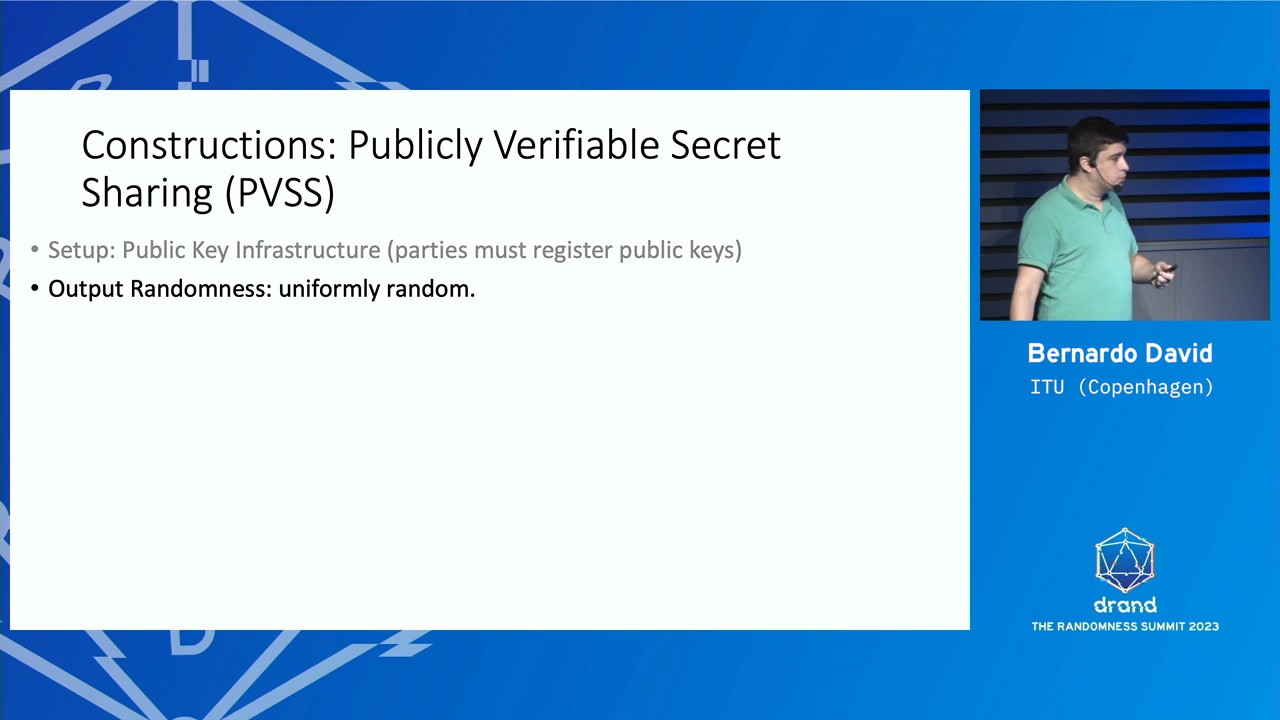 Constructions: Publicly Verifiable Secret
Sharing (PVSS)
• Setup: Public Key Infrastructure (parties must register public keys)
• Output Randomness: uniformly random.
Bernardo David
ITU (Copenhagen)
drand
THE RANDOMNESS SUMMIT 2023